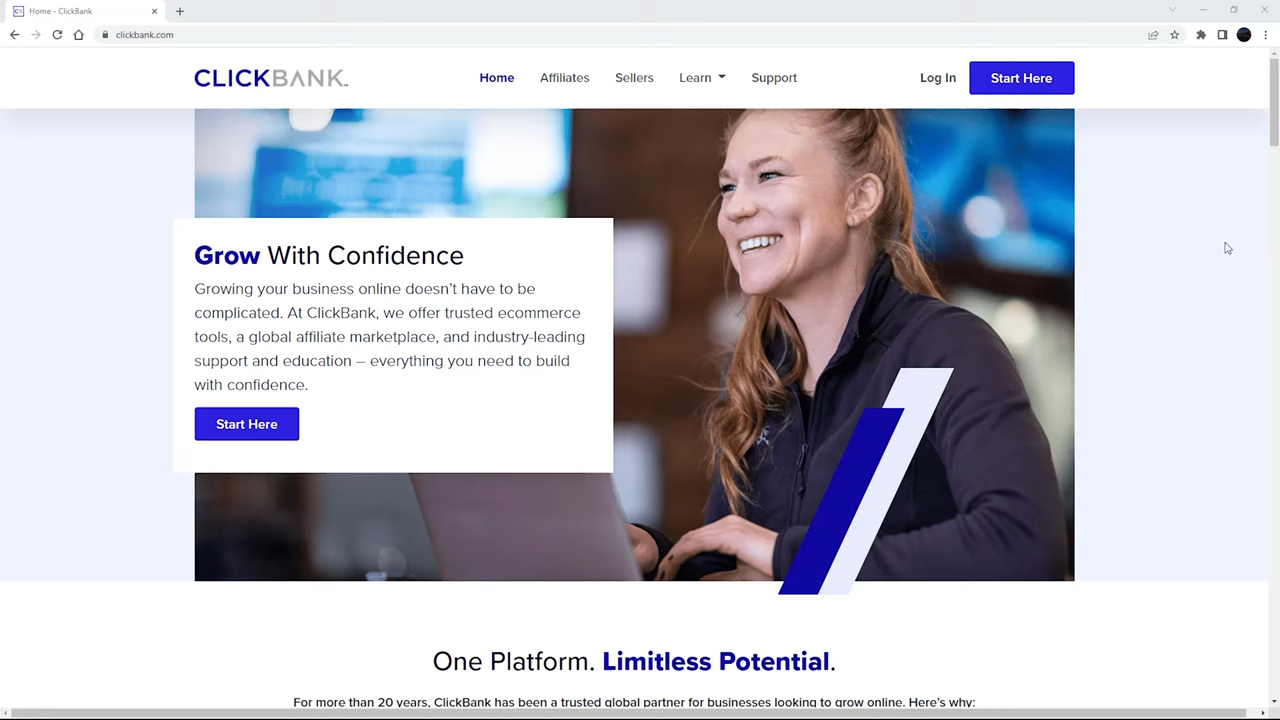 Home - ClickBank
clickbank.com
CLICKBANK
Home
Affiliates
Sellers
Learn
Support
Log In
Start Here
Grow With Confidence
Growing your business online doesn't have to be
complicated. At ClickBank, we offer trusted ecommerce
tools, a global affiliate marketplace, and industry-leading
support and education – everything you need to build
with confidence.
Start Here
One Platform. Limitless Potential.
For more than 20 years, ClickBank has been a trusted global partner for businesses looking to grow online. Here's why: